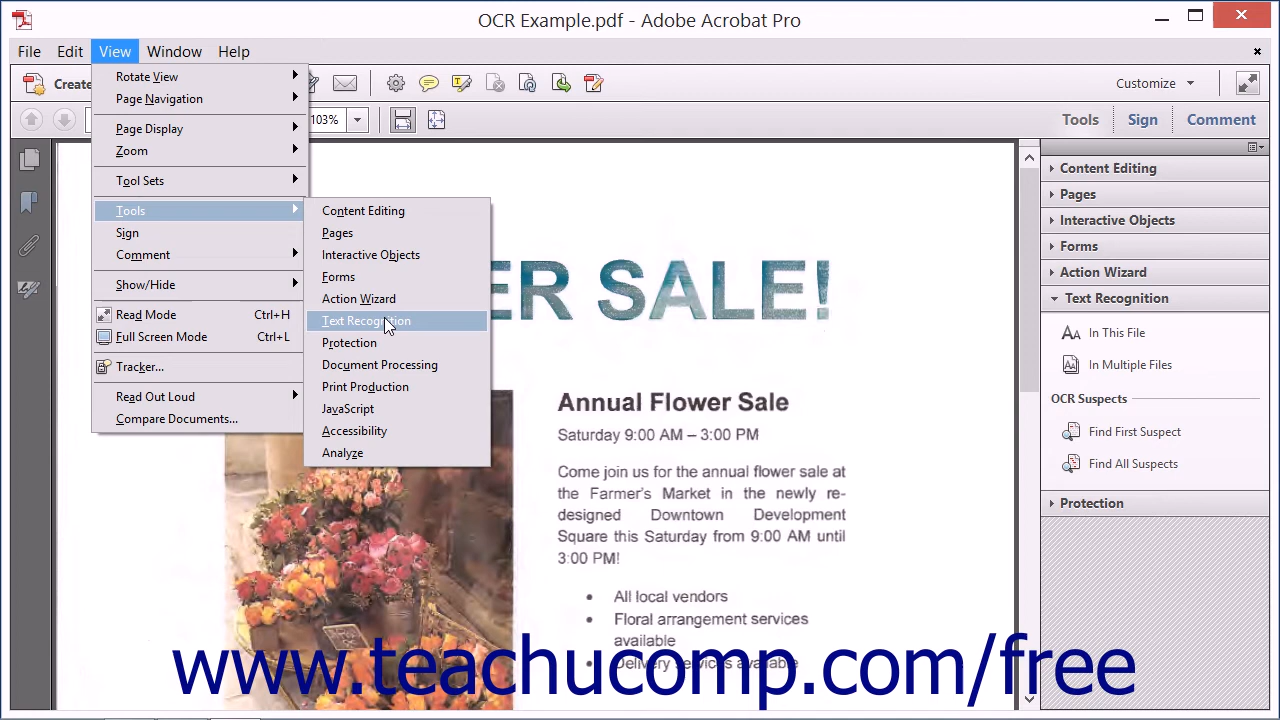 OCR Example.pdf - Adobe Acrobat Pro
File Edit View Window Help
Create
Customize
103%
Tools Sign Comment
Rotate View
Page Navigation
Page Display
Zoom
Tool Sets
Tools
Sign
Comment
Show/Hide
Read Mode Ctrl+H
Full Screen Mode Ctrl+L
Tracker...
Read Out Loud
Compare Documents...
Content Editing
Pages
Interactive Objects
Forms
Action Wizard
Text Recognition
Protection
Document Processing
Print Production
JavaScript
Accessibility
Analyze
ER SALE!
Annual Flower Sale
Saturday 9:00 AM – 3:00 PM
Come join us for the annual flower sale at
the Farmer's Market in the newly re-
designed Downtown Development
Square this Saturday from 9:00 AM until
3:00 PM!
• All local vendors
• Floral arrangement services
available
• Delivery services available
Content Editing
Pages
Interactive Objects
Forms
Action Wizard
Text Recognition
In This File
In Multiple Files
OCR Suspects
Find First Suspect
Find All Suspects
Protection
www.teachucomp.com/free